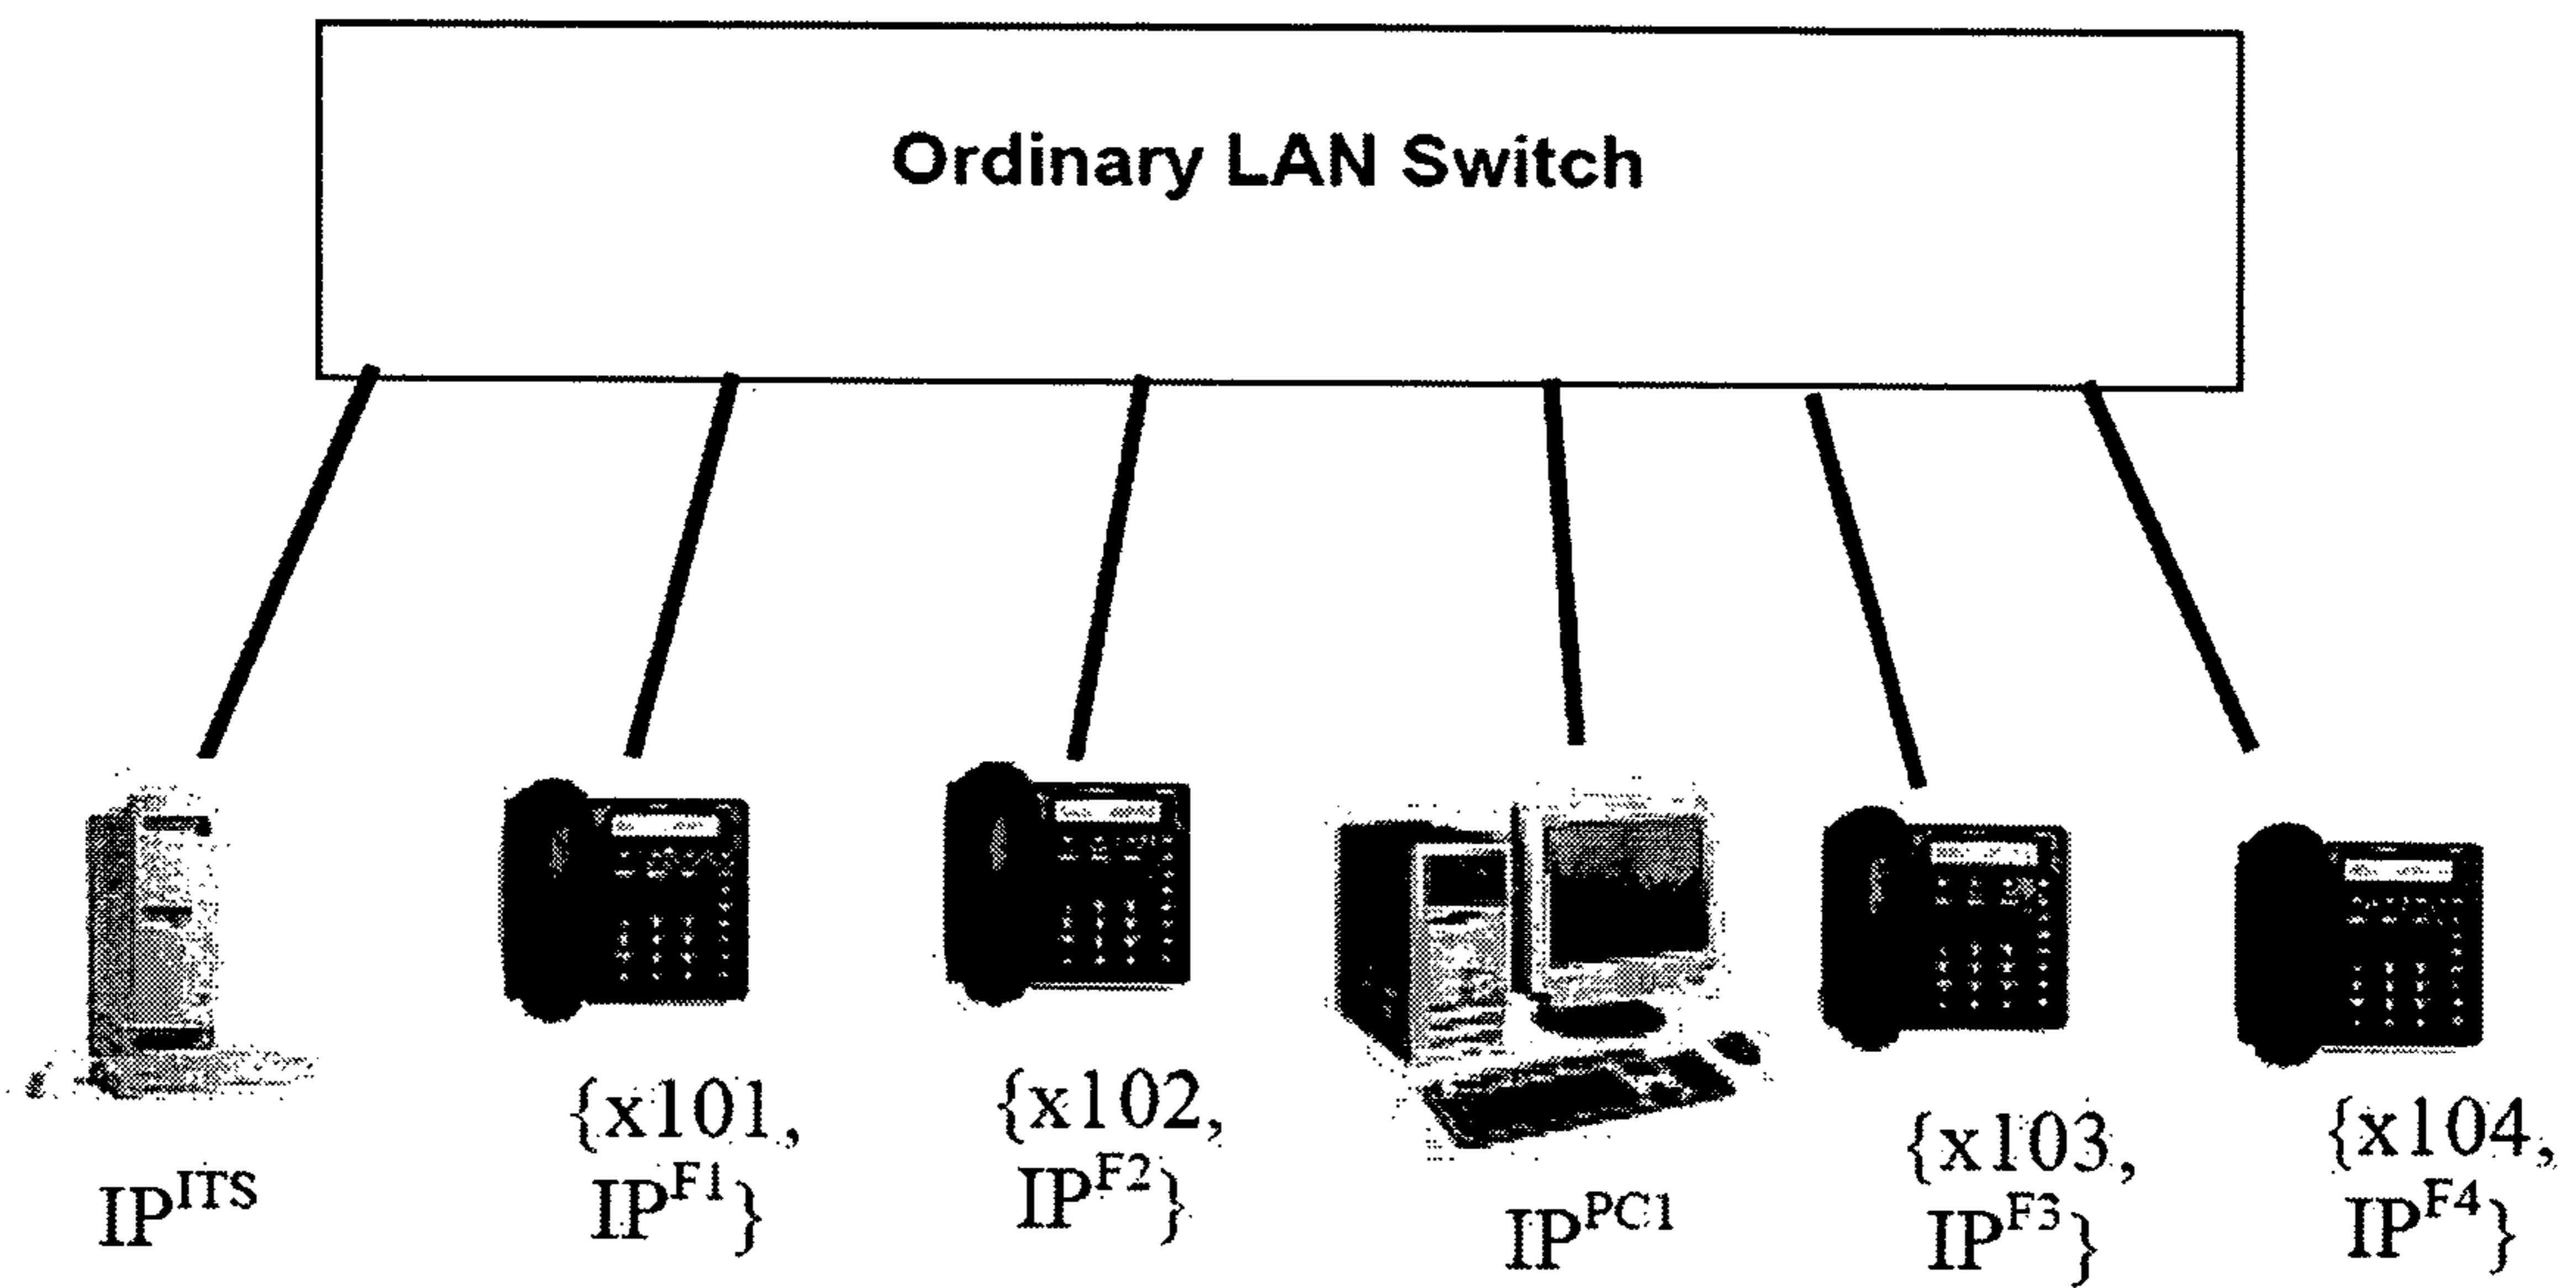 Ordinary LAN Switch
IP^ITS
{x101,
IP^F1}
{x102,
IP^F2}
IP^PC1
{x103,
IP^F3}
{x104,
IP^F4}